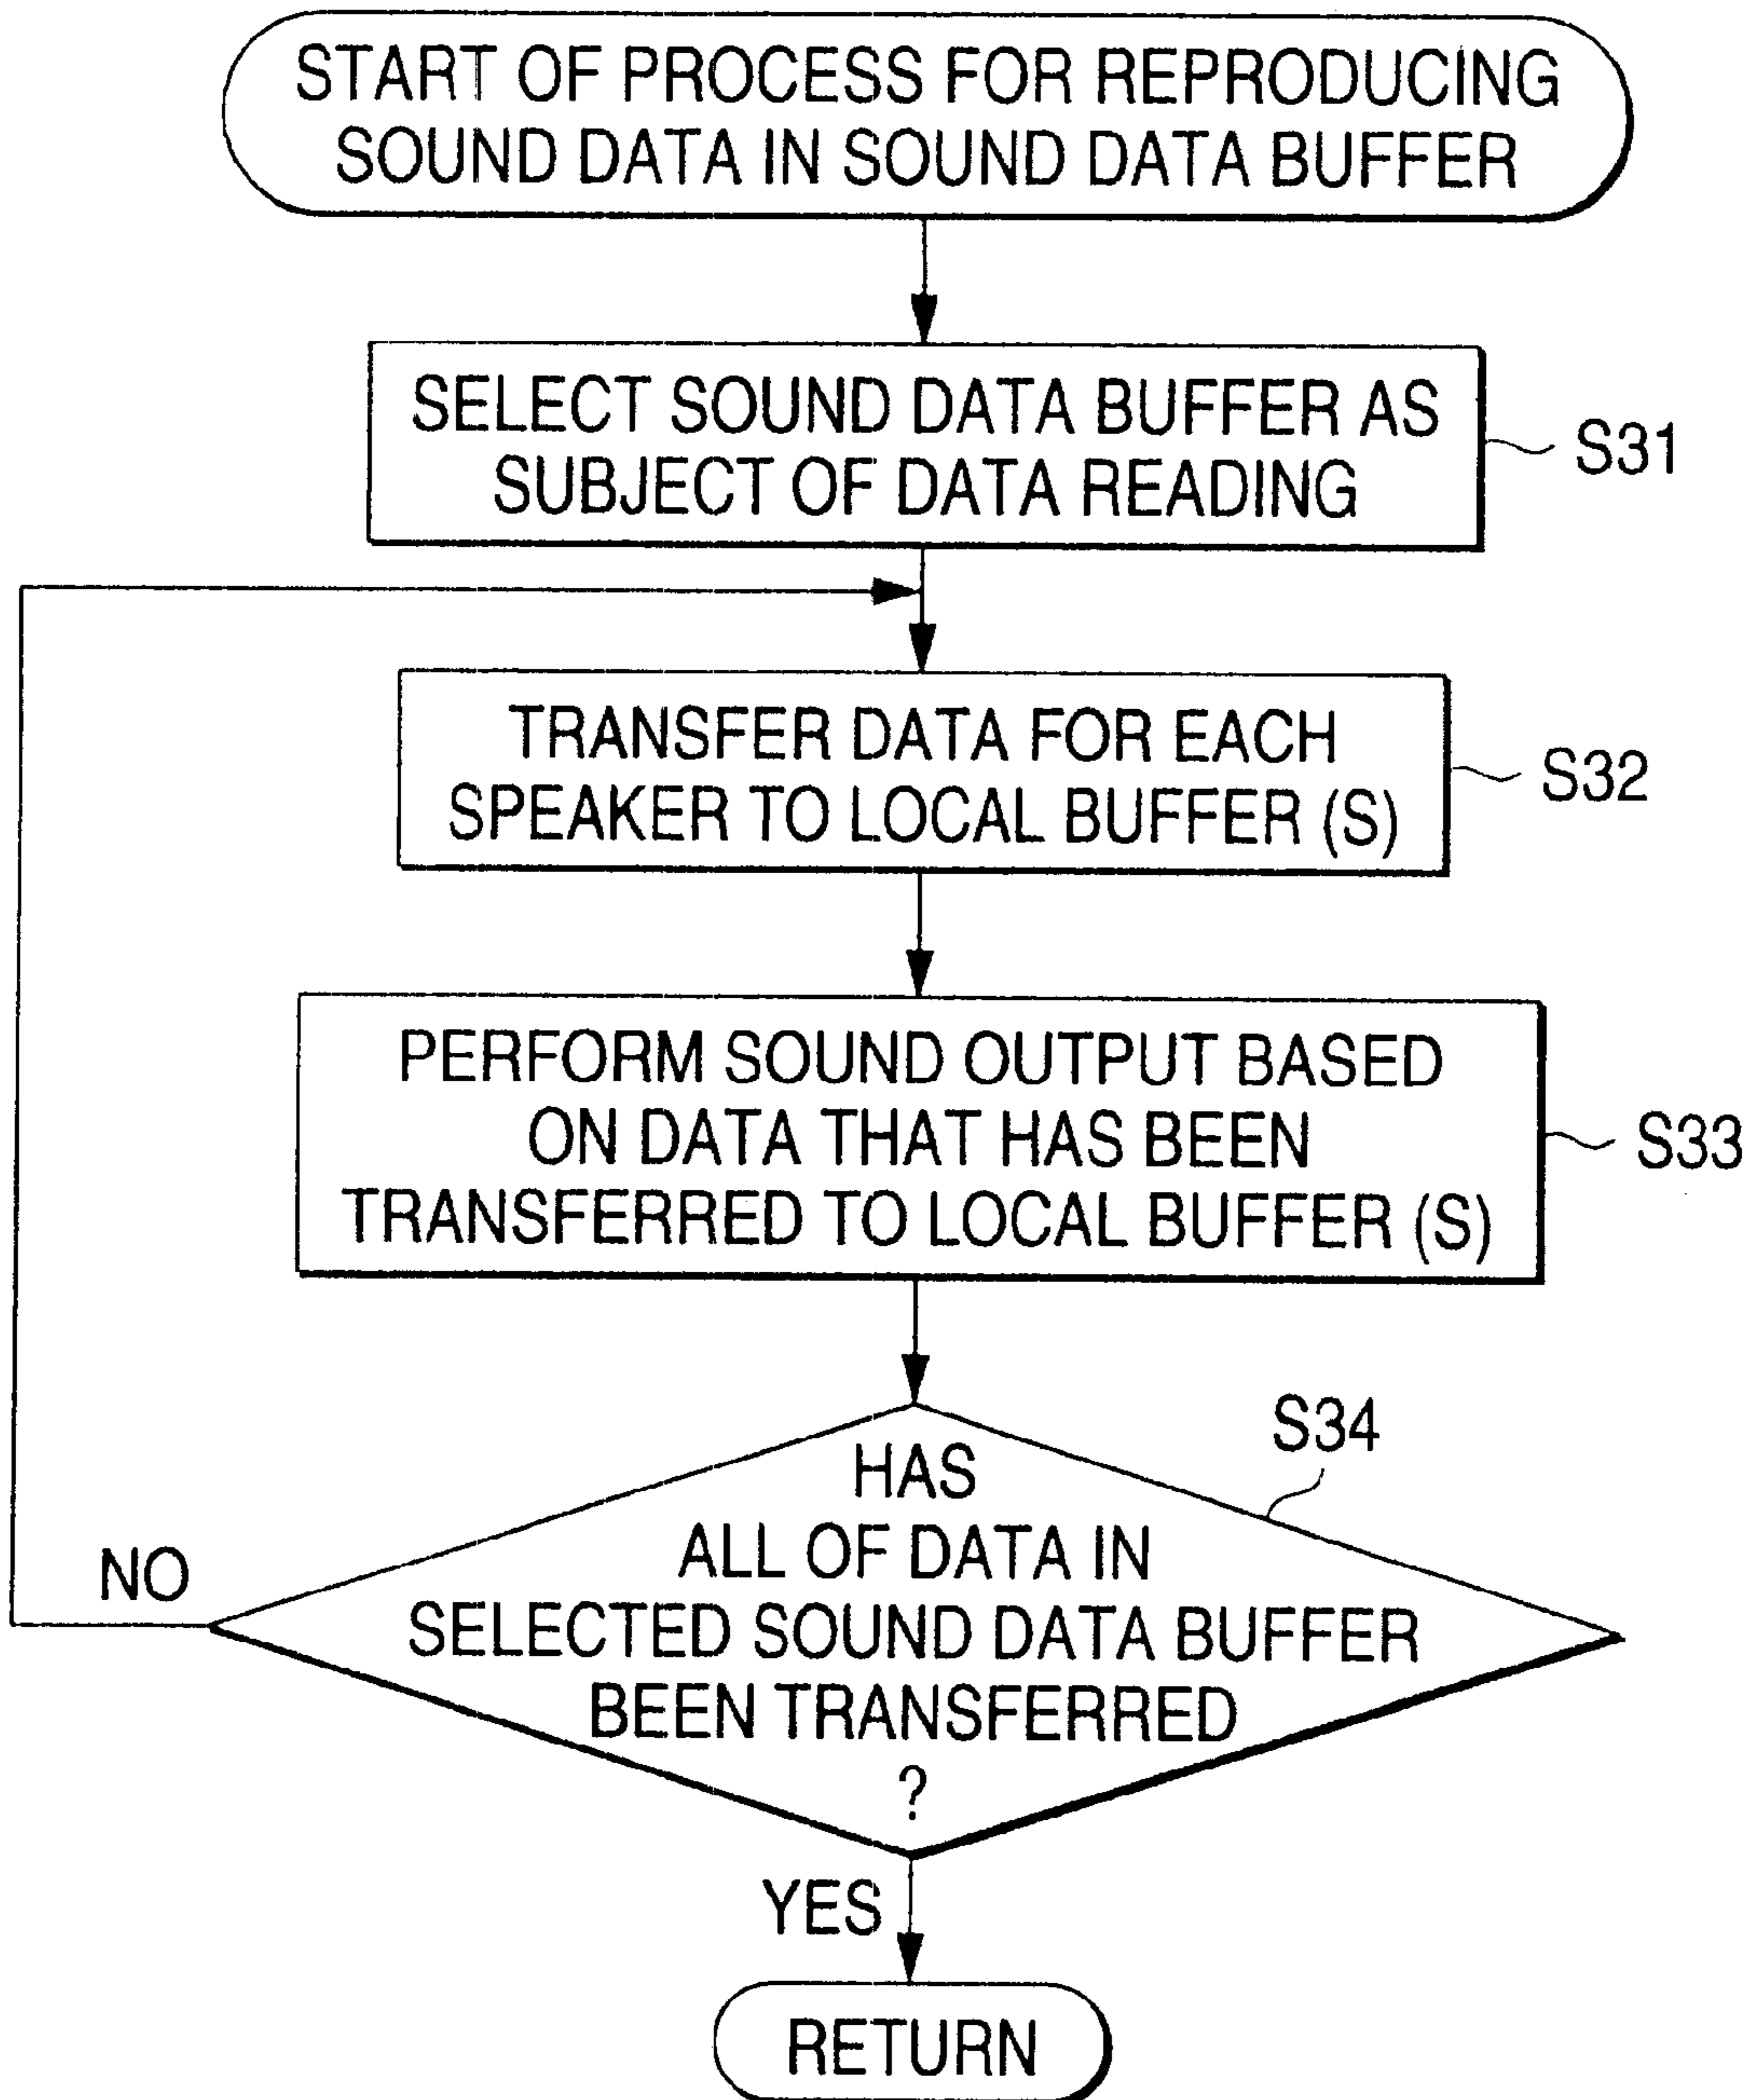 START OF PROCESS FOR REPRODUCING
SOUND DATA IN SOUND DATA BUFFER
SELECT SOUND DATA BUFFER AS
SUBJECT OF DATA READING
S31
TRANSFER DATA FOR EACH
SPEAKER TO LOCAL BUFFER (S)
S32
PERFORM SOUND OUTPUT BASED
ON DATA THAT HAS BEEN
TRANSFERRED TO LOCAL BUFFER (S)
S33
S34
HAS
ALL OF DATA IN
SELECTED SOUND DATA BUFFER
BEEN TRANSFERRED
?
NO
YES
RETURN